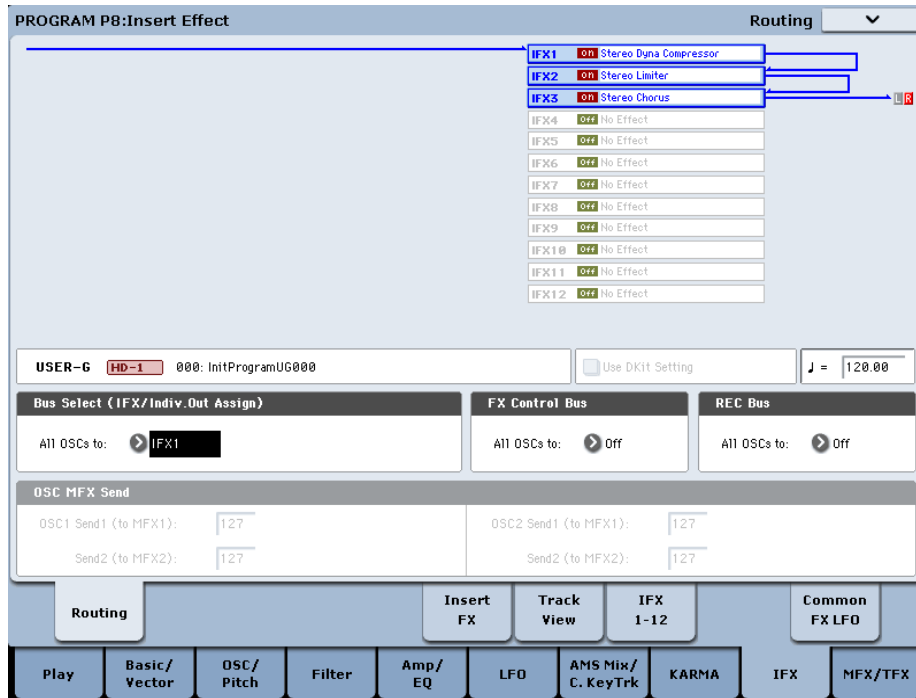 PROGRAM P8:Insert Effect Routing
IFX1 On Stereo Dyna Compressor
IFX2 On Stereo Limiter
IFX3 On Stereo Chorus L R
IFX4 Off No Effect
IFX5 Off No Effect
IFX6 Off No Effect
IFX7 Off No Effect
IFX8 Off No Effect
IFX9 Off No Effect
IFX10 Off No Effect
IFX11 Off No Effect
IFX12 Off No Effect
USER-G HD-1 000: InitProgramUG000 Use DKit Setting ♩ = 120.00
Bus Select (IFX/Indiv.Out Assign) FX Control Bus REC Bus
All OSCs to: IFX1 All OSCs to: Off All OSCs to: Off
OSC MFX Send
OSC1 Send1 (to MFX1): 127 OSC2 Send1 (to MFX1): 127
Send2 (to MFX2): 127 Send2 (to MFX2): 127
Routing
Insert FX
Track View
IFX 1-12
Common FX LFO
Play
Basic/ Vector
OSC/ Pitch
Filter
Amp/ EQ
LFO
AMS Mix/ C. KeyTrk
KARMA
IFX
MFX/TFX